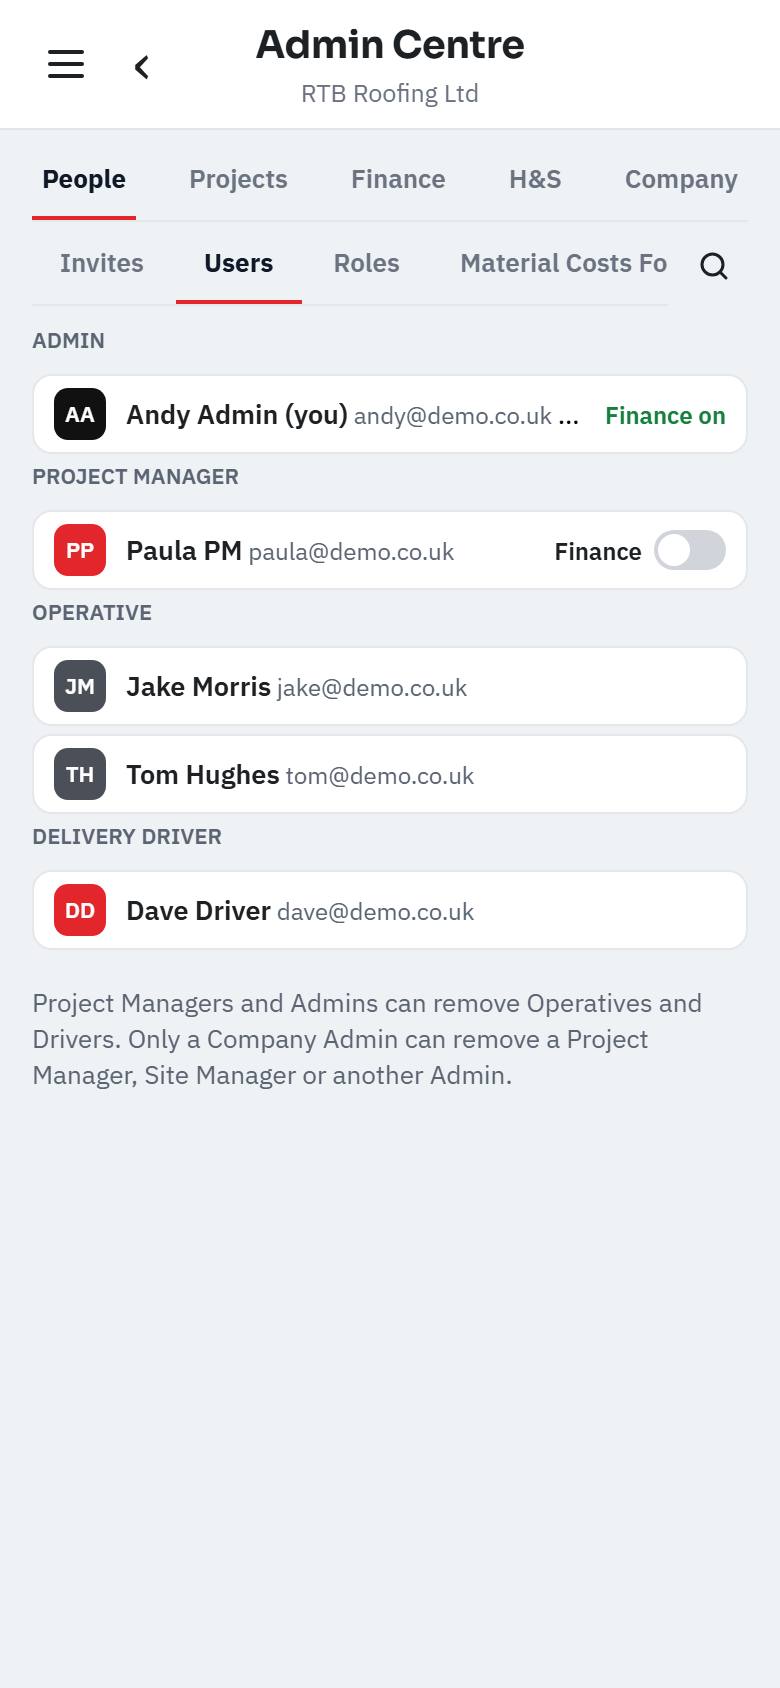 Admin Centre
RTB Roofing Ltd
People Projects Finance H&S Company
Invites Users Roles Material Costs Fo
ADMIN
AA Andy Admin (you) andy@demo.co.uk ... Finance on
PROJECT MANAGER
PP Paula PM paula@demo.co.uk Finance
OPERATIVE
JM Jake Morris jake@demo.co.uk
TH Tom Hughes tom@demo.co.uk
DELIVERY DRIVER
DD Dave Driver dave@demo.co.uk
Project Managers and Admins can remove Operatives and
Drivers. Only a Company Admin can remove a Project
Manager, Site Manager or another Admin.